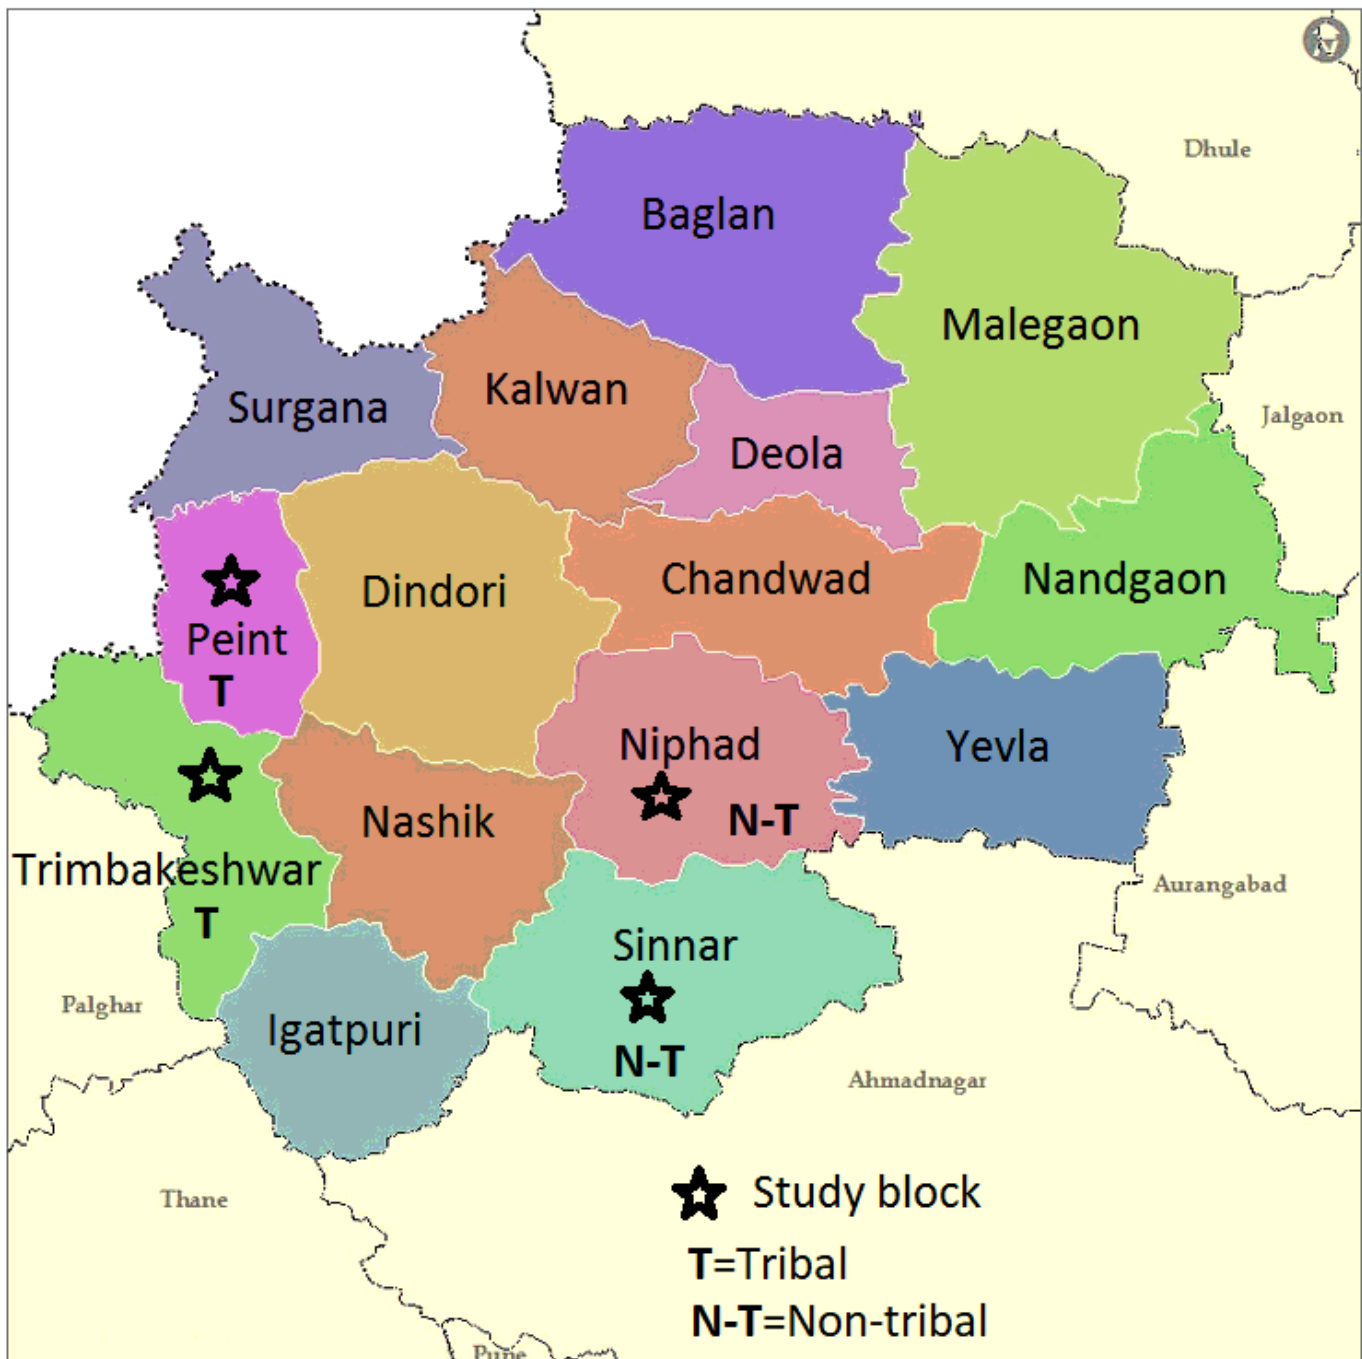 Dhule
Baglan
Malegaon
Kalwan
Surgana
Jalgaon
Deola
Chandwad
Nandgaon
Dindori
Peint
T
Niphad
Yevla
N-T
Nashik
Trimbakeshwar
T
Aurangabad
Sinnar
Palghar
Igatpuri
N-T
Ahmadnagar
Thane
Study block
T=Tribal
N-T=Non-tribal
Pune